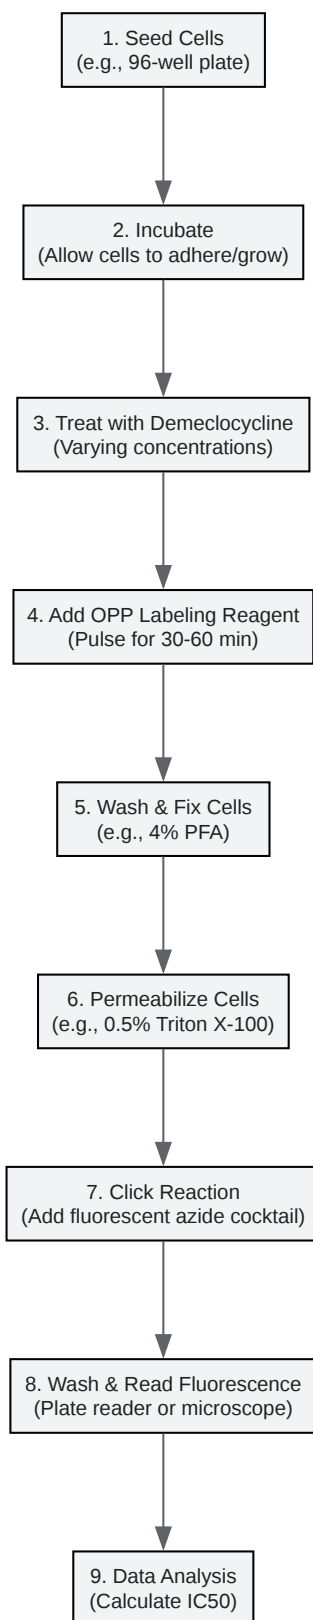 1. Seed Cells
(e.g., 96-well plate)
2. Incubate
(Allow cells to adhere/grow)
3. Treat with Demeclocycline
(Varying concentrations)
4. Add OPP Labeling Reagent
(Pulse for 30-60 min)
5. Wash & Fix Cells
(e.g., 4% PFA)
6. Permeabilize Cells
(e.g., 0.5% Triton X-100)
7. Click Reaction
(Add fluorescent azide cocktail)
8. Wash & Read Fluorescence
(Plate reader or microscope)
9. Data Analysis
(Calculate IC50)